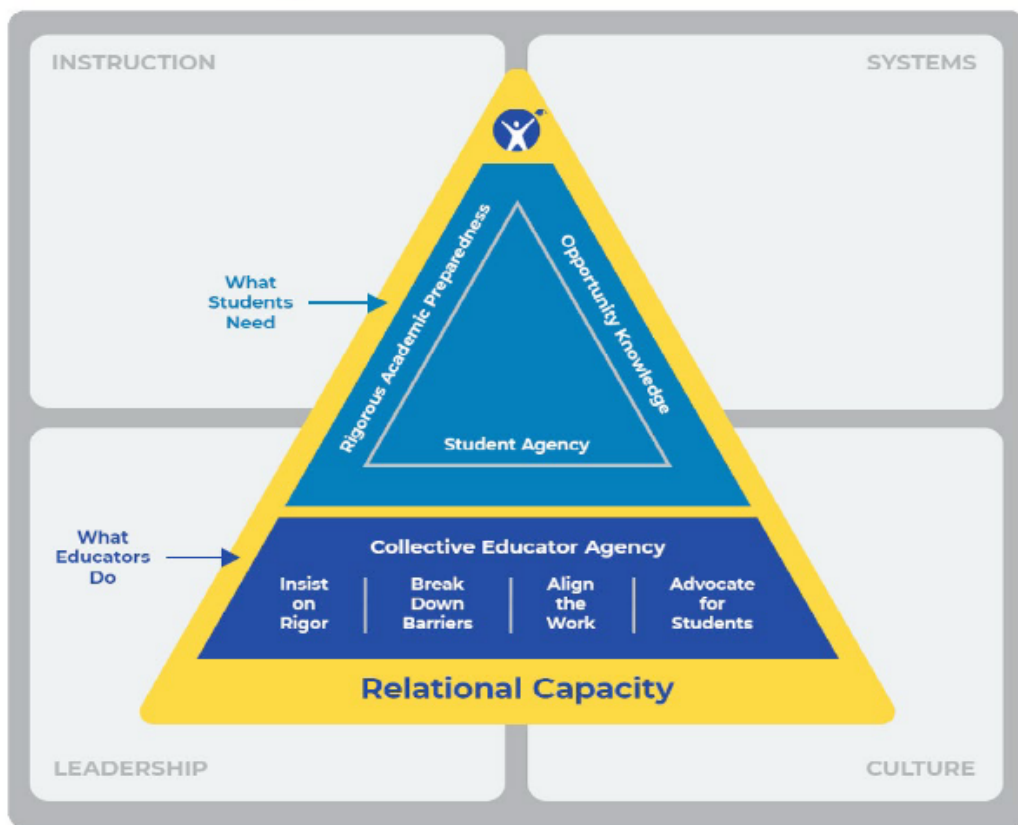 INSTRUCTION
SYSTEMS
Rigorous Academic Preparedness
Opportunity Knowledge
Student Agency
What
Students
Need
What
Educators
Do
Collective Educator Agency
Insist
on
Rigor
Break
Down
Barriers
Align
the
Work
Advocate
for
Students
Relational Capacity
LEADERSHIP
CULTURE